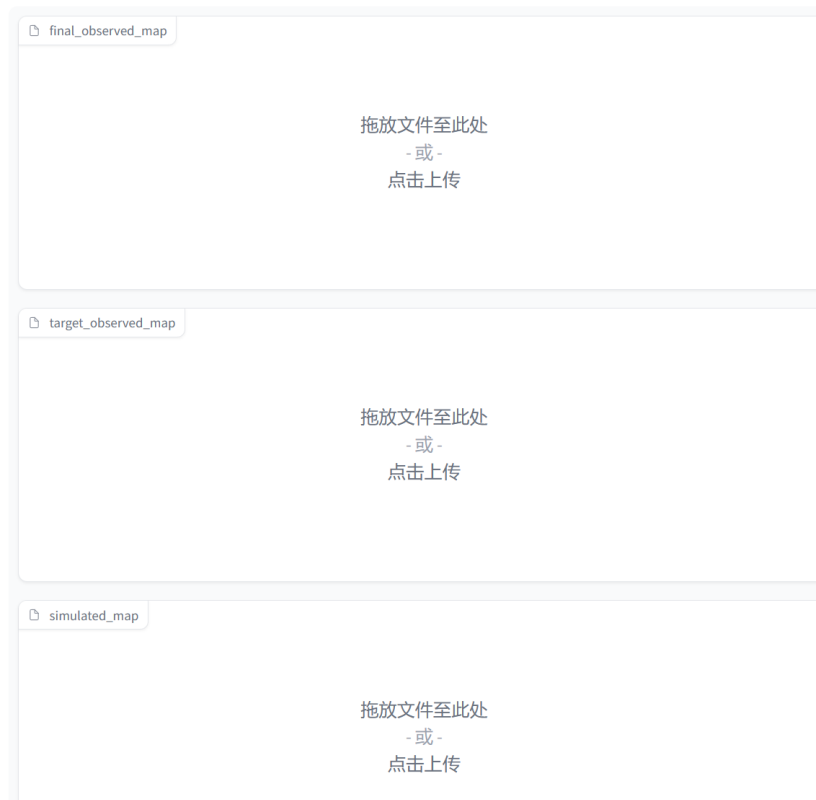 final_observed_map
拖放文件至此处
- 或 -
点击上传
target_observed_map
拖放文件至此处
- 或 -
点击上传
simulated_map
拖放文件至此处
- 或 -
点击上传